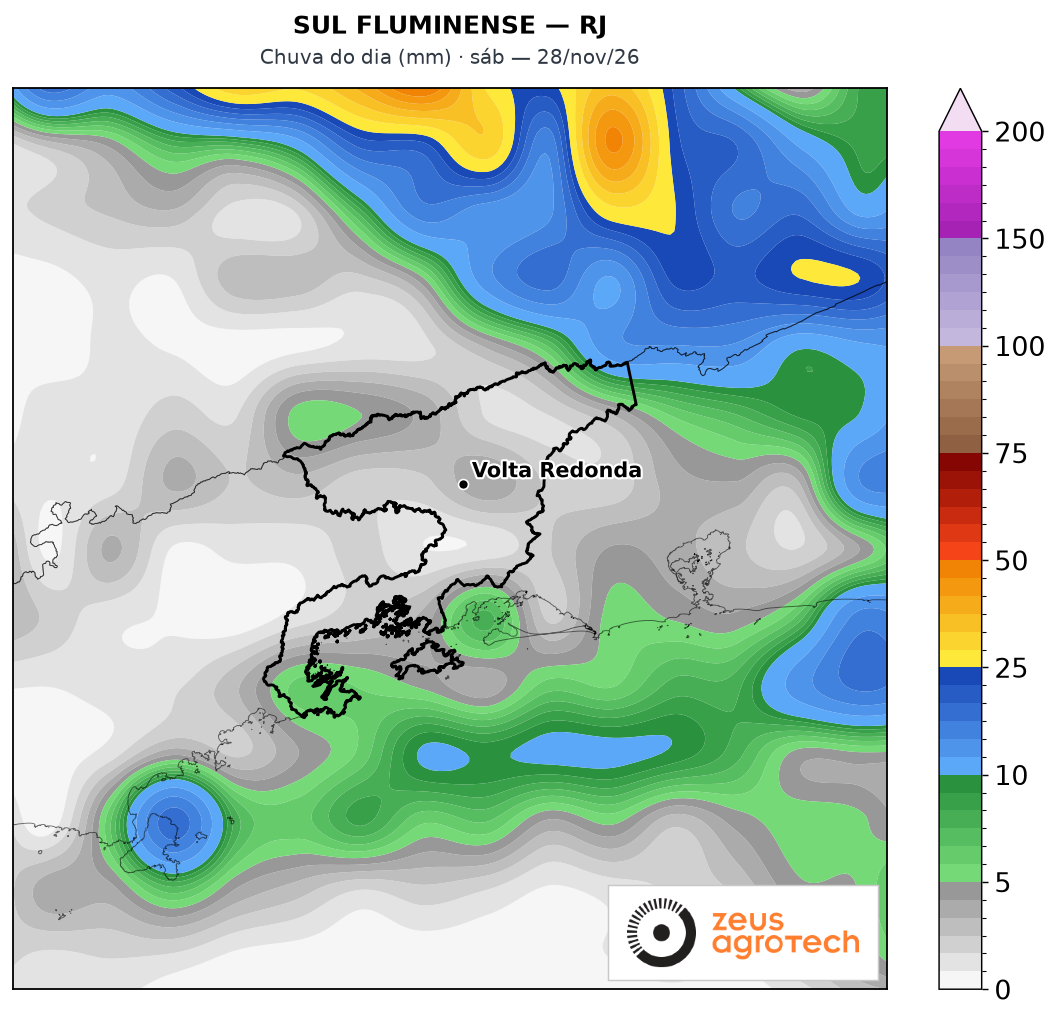 SUL FLUMINENSE — RJ
Chuva do dia (mm) · sáb — 28/nov/26
Volta Redonda
200
150
100
75
50
25
10
5
0
zeus
agrotech